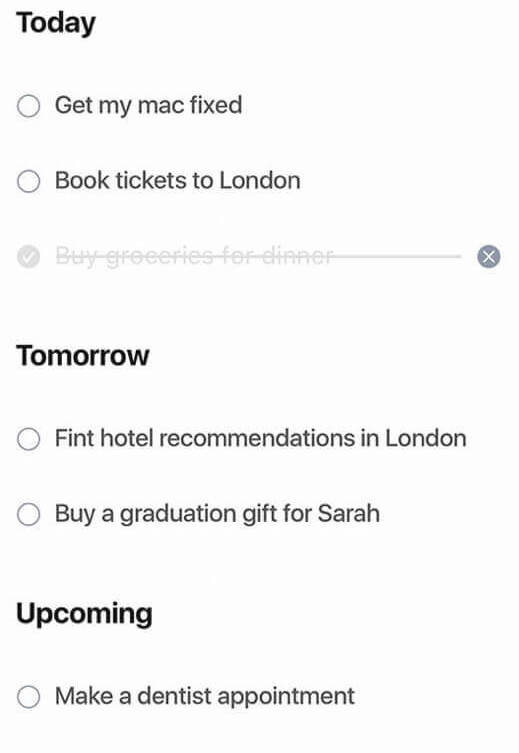 Today
Get my mac fixed
Book tickets to London
Buy groceries for dinner
Tomorrow
Fint hotel recommendations in London
Buy a graduation gift for Sarah
Upcoming
Make a dentist appointment